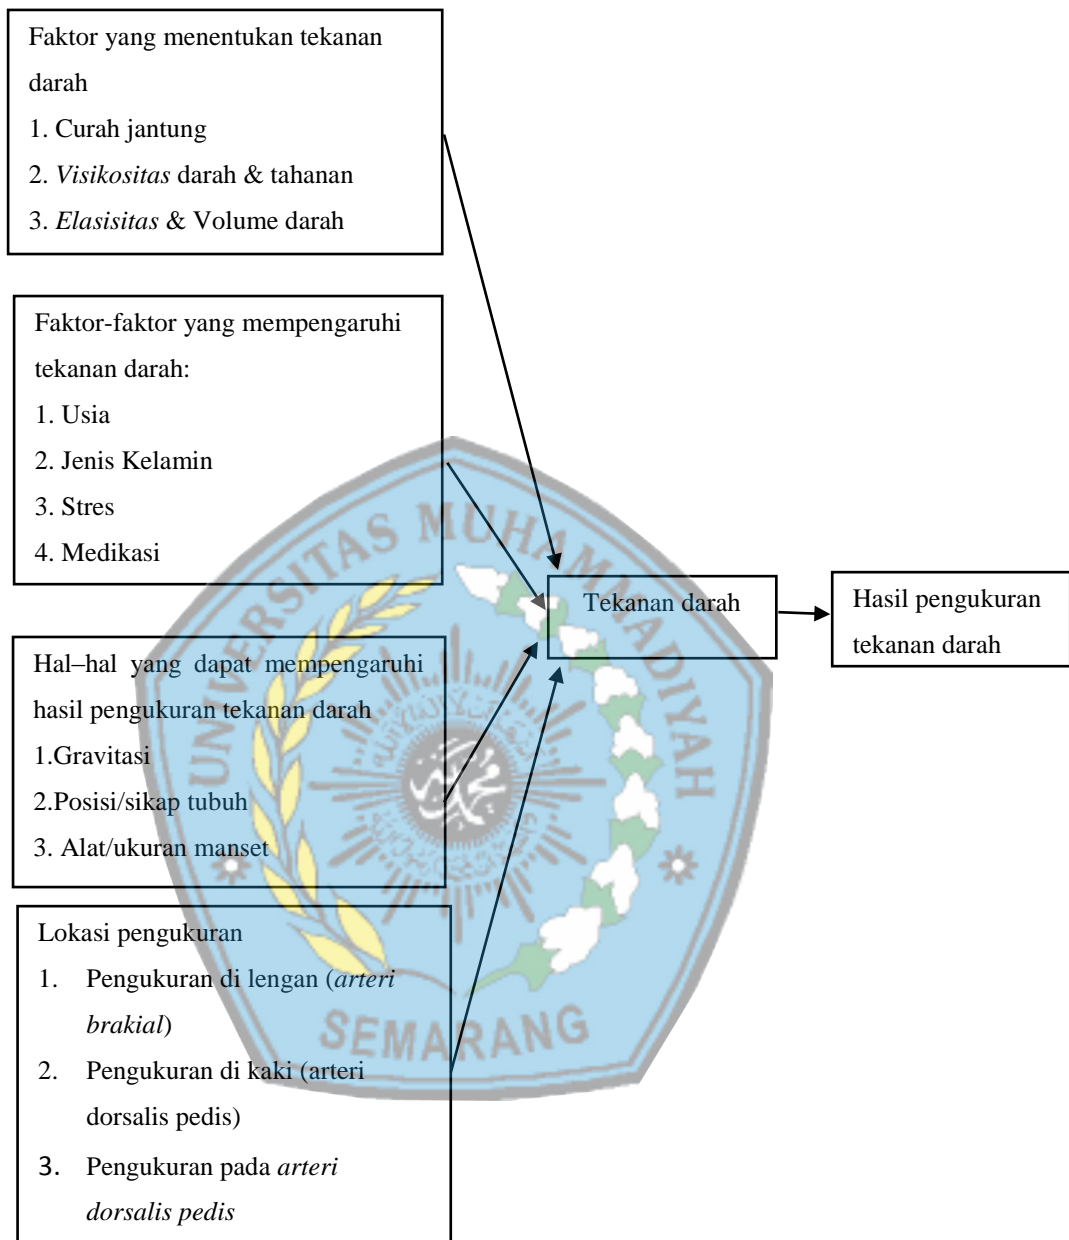 Faktor yang menentukan tekanan
darah
1. Curah jantung
2. Visikositas darah & tahanan
3. Elasisitas & Volume darah
Faktor-faktor yang mempengaruhi
tekanan darah:
1. Usia
2. Jenis Kelamin
3. Stres
4. Medikasi
Hal–hal yang dapat mempengaruhi
hasil pengukuran tekanan darah
1.Gravitasi
2.Posisi/sikap tubuh
3. Alat/ukuran manset
Lokasi pengukuran
1. Pengukuran di lengan (arteri
brakial)
2. Pengukuran di kaki (arteri
dorsalis pedis)
3. Pengukuran pada arteri
dorsalis pedis
Tekanan darah
Hasil pengukuran
tekanan darah
UNIVERSITAS MUHAMMADIYAH
SEMARANG